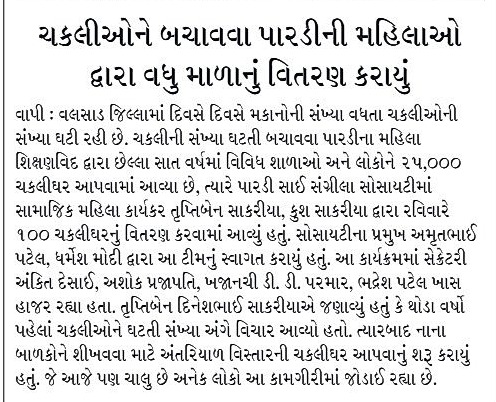 ચકલીઓને બચાવવા પારડીની મહિલાઓ
દ્વારા વધુ માળાનું વિતરણ કરાયું
વાપી : વલસાડ જિલ્લામાં દિવસે દિવસે મકાનોની સંખ્યા વધતા ચકલીઓની
સંખ્યા ઘટી રહી છે. ચકલીની સંખ્યા ઘટતી બચાવવા પારડીના મહિલા
શિક્ષણવિદ દ્વારા છેલ્લા સાત વર્ષમાં વિવિધ શાળાઓ અને લોકોને ૨૫,૦૦૦
ચકલીઘર આપવામાં આવ્યા છે, ત્યારે પારડી સાઈ સંગ્રીલા સોસાયટીમાં
સામાજિક મહિલા કાર્યકર તૃપ્તિબેન સાકરીયા, કુશ સાકરીયા દ્વારા રવિવારે
૧૦૦ ચકલીઘરનું વિતરણ કરવામાં આવ્યું હતું. સોસાયટીના પ્રમુખ અમૃતભાઈ
પટેલ, ધર્મેશ મોદી દ્વારા આ ટીમનું સ્વાગત કરાયું હતું. આ કાર્યક્રમમાં સેક્રેટરી
અંકિત દેસાઈ, અશોક પ્રજાપતિ, ખજાનચી ડી. ડી. પરમાર, ભદ્રેશ પટેલ ખાસ
હાજર રહ્યા હતા. તૃપ્તિબેન દિનેશભાઈ સાકરીયાએ જણાવ્યું હતું કે થોડા વર્ષો
પહેલાં ચકલીઓને ઘટતી સંખ્યા અંગે વિચાર આવ્યો હતો. ત્યારબાદ નાના
બાળકોને શીખવવા માટે અંતરિયાળ વિસ્તારની ચકલીઘર આપવાનું શરૂ કરાયું
હતું. જે આજે પણ ચાલુ છે અનેક લોકો આ કામગીરીમાં જોડાઈ રહ્યા છે.